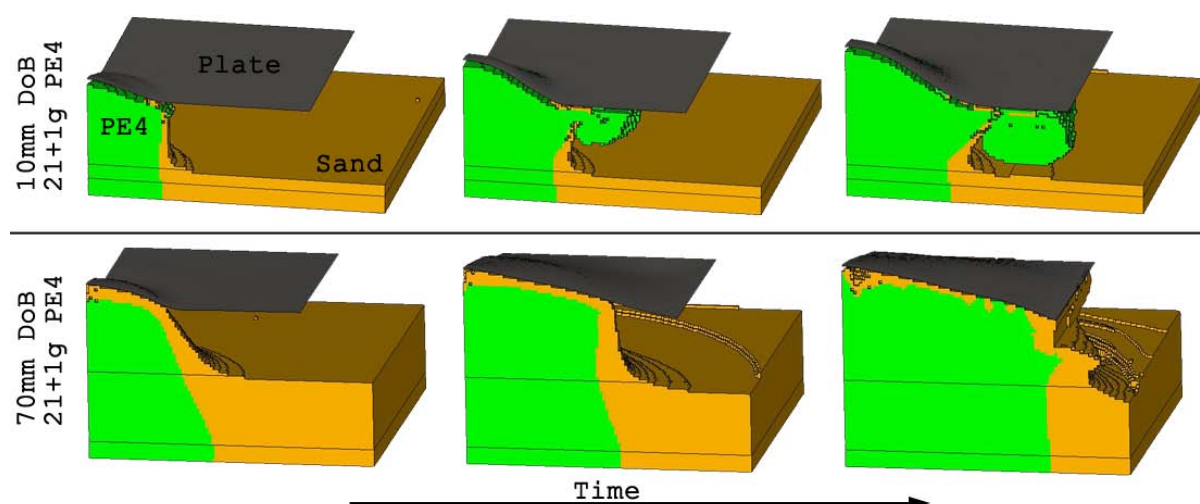 10mm DoB
21+1g PE4
Plate
PE4
Sand
70mm DoB
21+1g PE4
Time